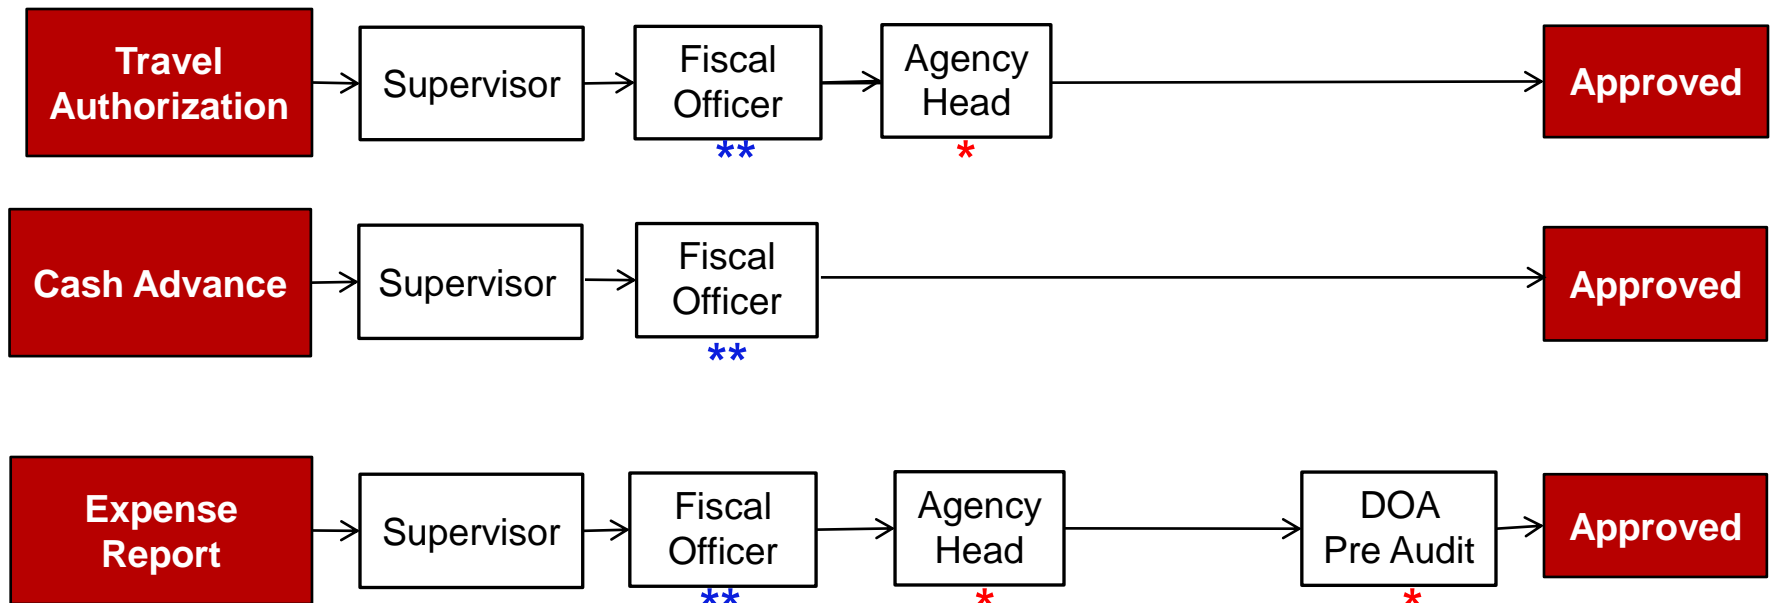 Travel
Authorization
Supervisor
Fiscal
Officer
**
Agency
Head
*
Approved
Cash Advance
Supervisor
Fiscal
Officer
**
Approved
Expense
Report
Supervisor
Fiscal
Officer
**
Agency
Head
*
DOA
Pre Audit
*
Approved